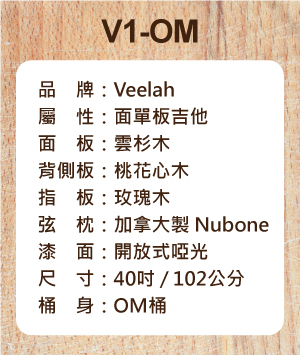 V1-OM
品　牌：Veelah
屬　性：面單板吉他
面　板：雲杉木
背側板：桃花心木
指　板：玫瑰木
弦　枕：加拿大製 Nubone
漆　面：開放式啞光
尺　寸：40吋 / 102公分
桶　身：OM桶